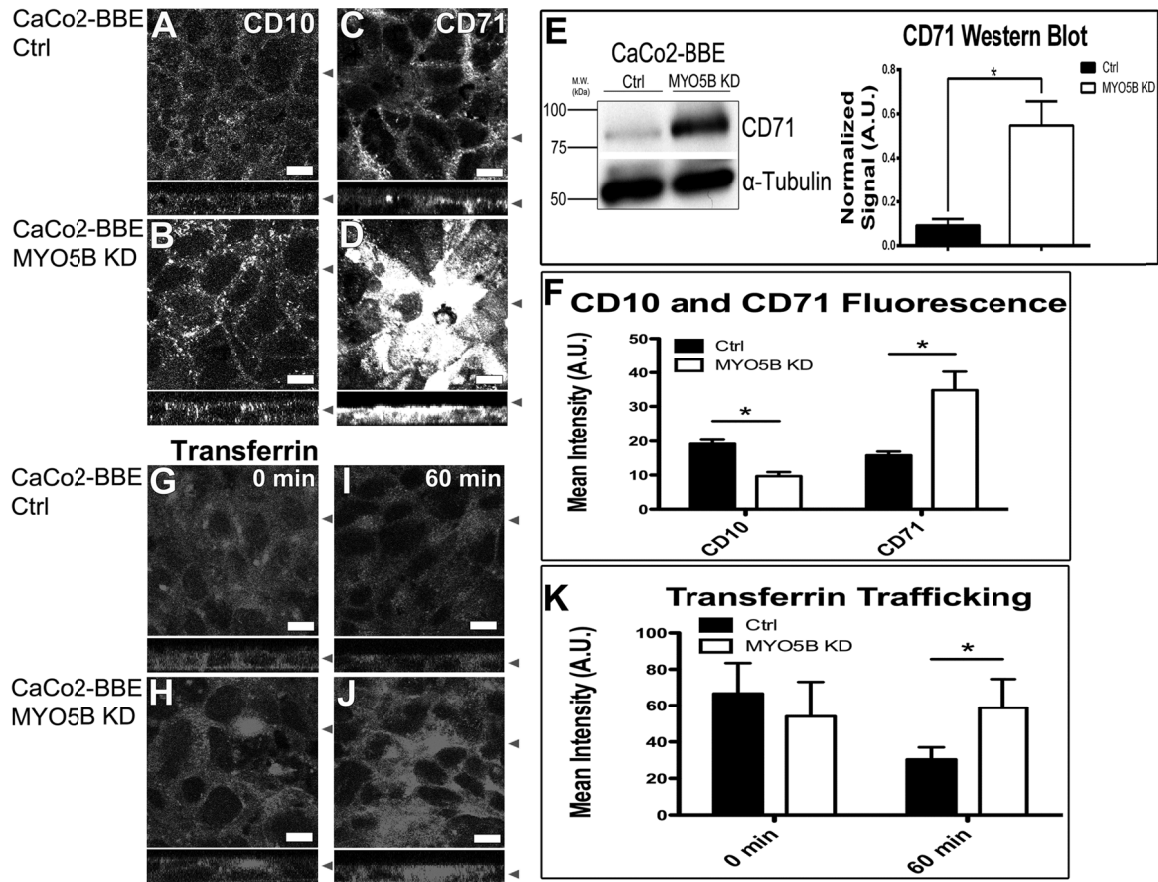 CaCo2-BBE
Ctrl
A
CD10
C
CD71
CaCo2-BBE
MYO5B KD
B
D
Transferrin
CaCo2-BBE
Ctrl
G
0 min
I
60 min
CaCo2-BBE
MYO5B KD
H
J
E
CaCo2-BBE
M.W.
(kDa)
Ctrl
MYO5B KD
100
75
50
CD71
α-Tubulin
CD71 Western Blot
*
Ctrl
MYO5B KD
Normalized
Signal (A.U.)
0.8
0.6
0.4
0.2
0.0
F
CD10 and CD71 Fluorescence
Ctrl
MYO5B KD
Mean Intensity (A.U.)
50
40
30
20
10
0
*
*
CD10
CD71
K
Transferrin Trafficking
Ctrl
MYO5B KD
Mean Intensity (A.U.)
100
80
60
40
20
0
*
0 min
60 min